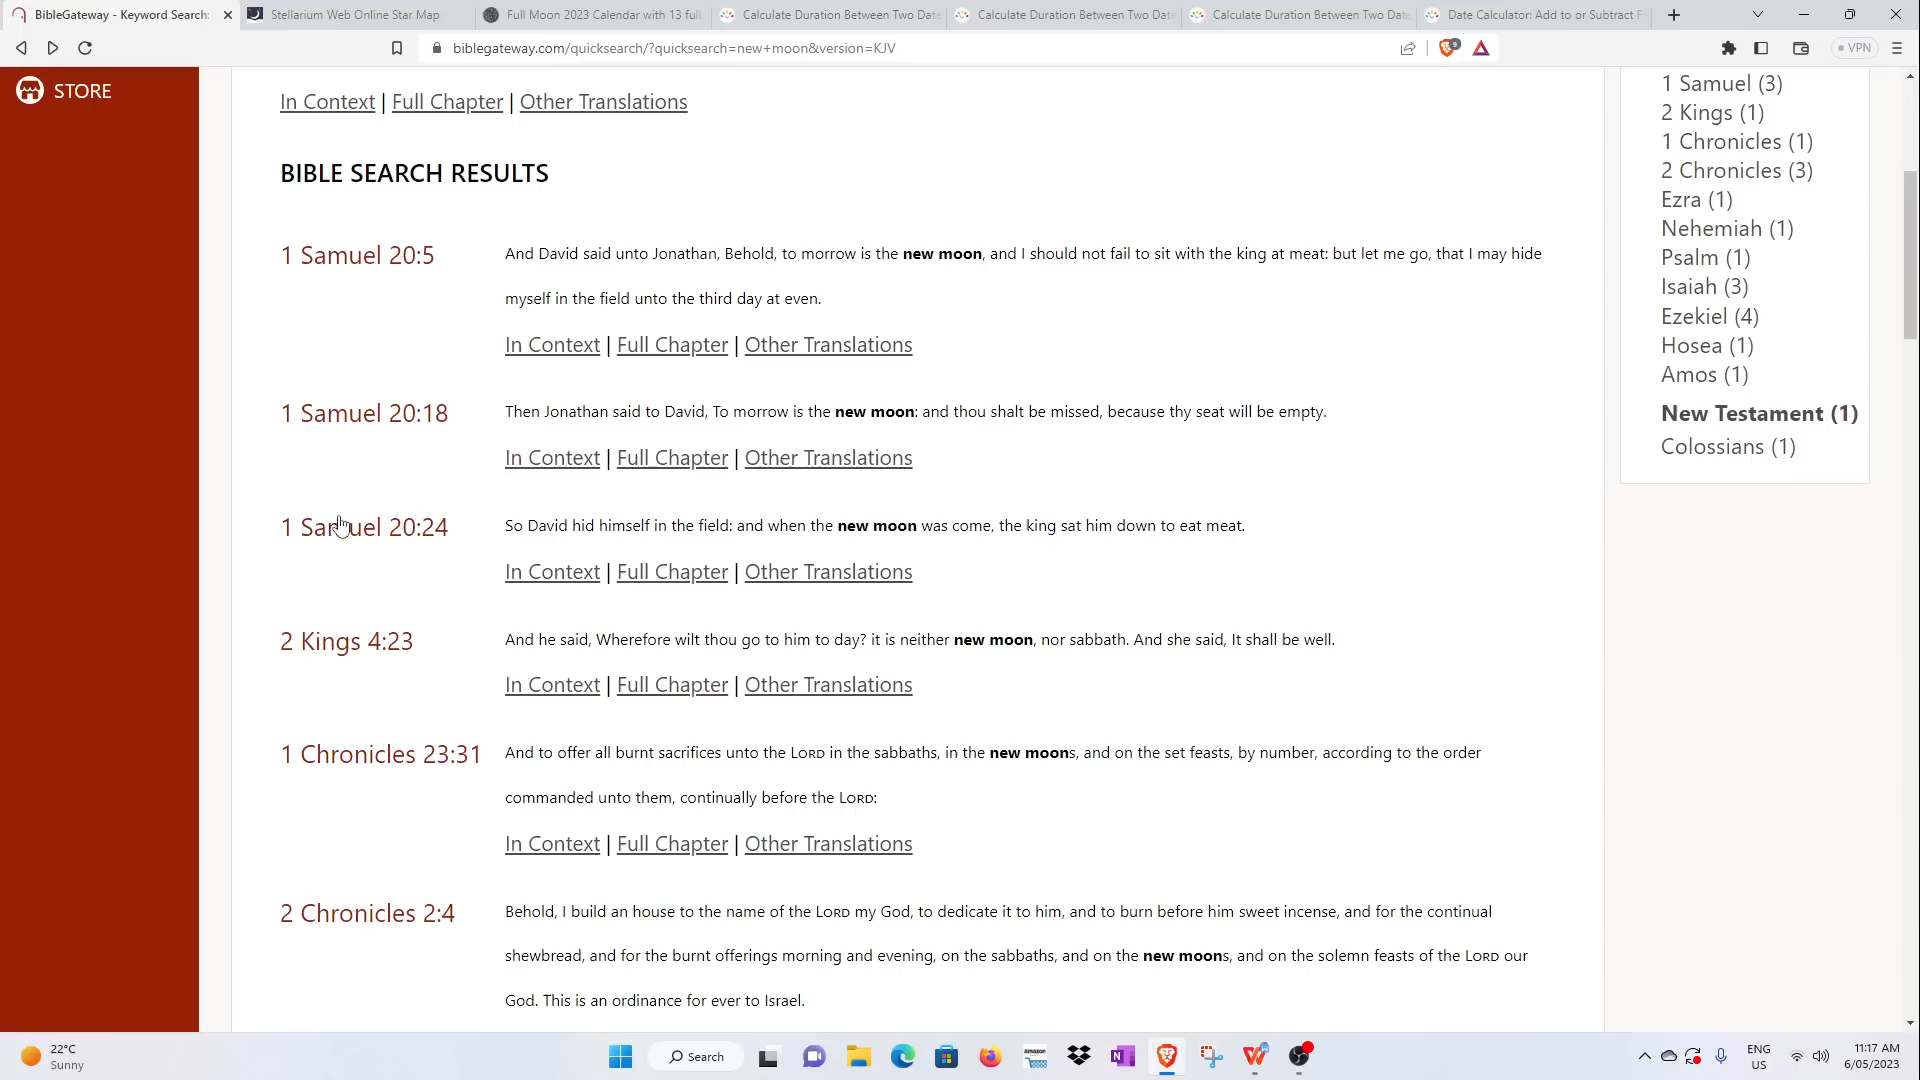 BibleGateway - Keyword Search:
Stellarium Web Online Star Map
Full Moon 2023 Calendar with 13 full
Calculate Duration Between Two Date
Calculate Duration Between Two Date
Calculate Duration Between Two Date
Date Calculator: Add to or Subtract F
biblegateway.com/quicksearch/?quicksearch=new+moon&version=KJV
9
VPN
STORE
In Context | Full Chapter | Other Translations
BIBLE SEARCH RESULTS
1 Samuel 20:5
And David said unto Jonathan, Behold, to morrow is the new moon, and I should not fail to sit with the king at meat: but let me go, that I may hide
myself in the field unto the third day at even.
In Context | Full Chapter | Other Translations
1 Samuel 20:18
Then Jonathan said to David, To morrow is the new moon: and thou shalt be missed, because thy seat will be empty.
In Context | Full Chapter | Other Translations
1 Samuel 20:24
So David hid himself in the field: and when the new moon was come, the king sat him down to eat meat.
In Context | Full Chapter | Other Translations
2 Kings 4:23
And he said, Wherefore wilt thou go to him to day? it is neither new moon, nor sabbath. And she said, It shall be well.
In Context | Full Chapter | Other Translations
1 Chronicles 23:31
And to offer all burnt sacrifices unto the LORD in the sabbaths, in the new moons, and on the set feasts, by number, according to the order
commanded unto them, continually before the LORD:
In Context | Full Chapter | Other Translations
2 Chronicles 2:4
Behold, I build an house to the name of the LORD my God, to dedicate it to him, and to burn before him sweet incense, and for the continual
shewbread, and for the burnt offerings morning and evening, on the sabbaths, and on the new moons, and on the solemn feasts of the LORD our
God. This is an ordinance for ever to Israel.
1 Samuel (3)
2 Kings (1)
1 Chronicles (1)
2 Chronicles (3)
Ezra (1)
Nehemiah (1)
Psalm (1)
Isaiah (3)
Ezekiel (4)
Hosea (1)
Amos (1)
New Testament (1)
Colossians (1)
22°C
Sunny
Search
amazon
ENG
US
11:17 AM
6/05/2023